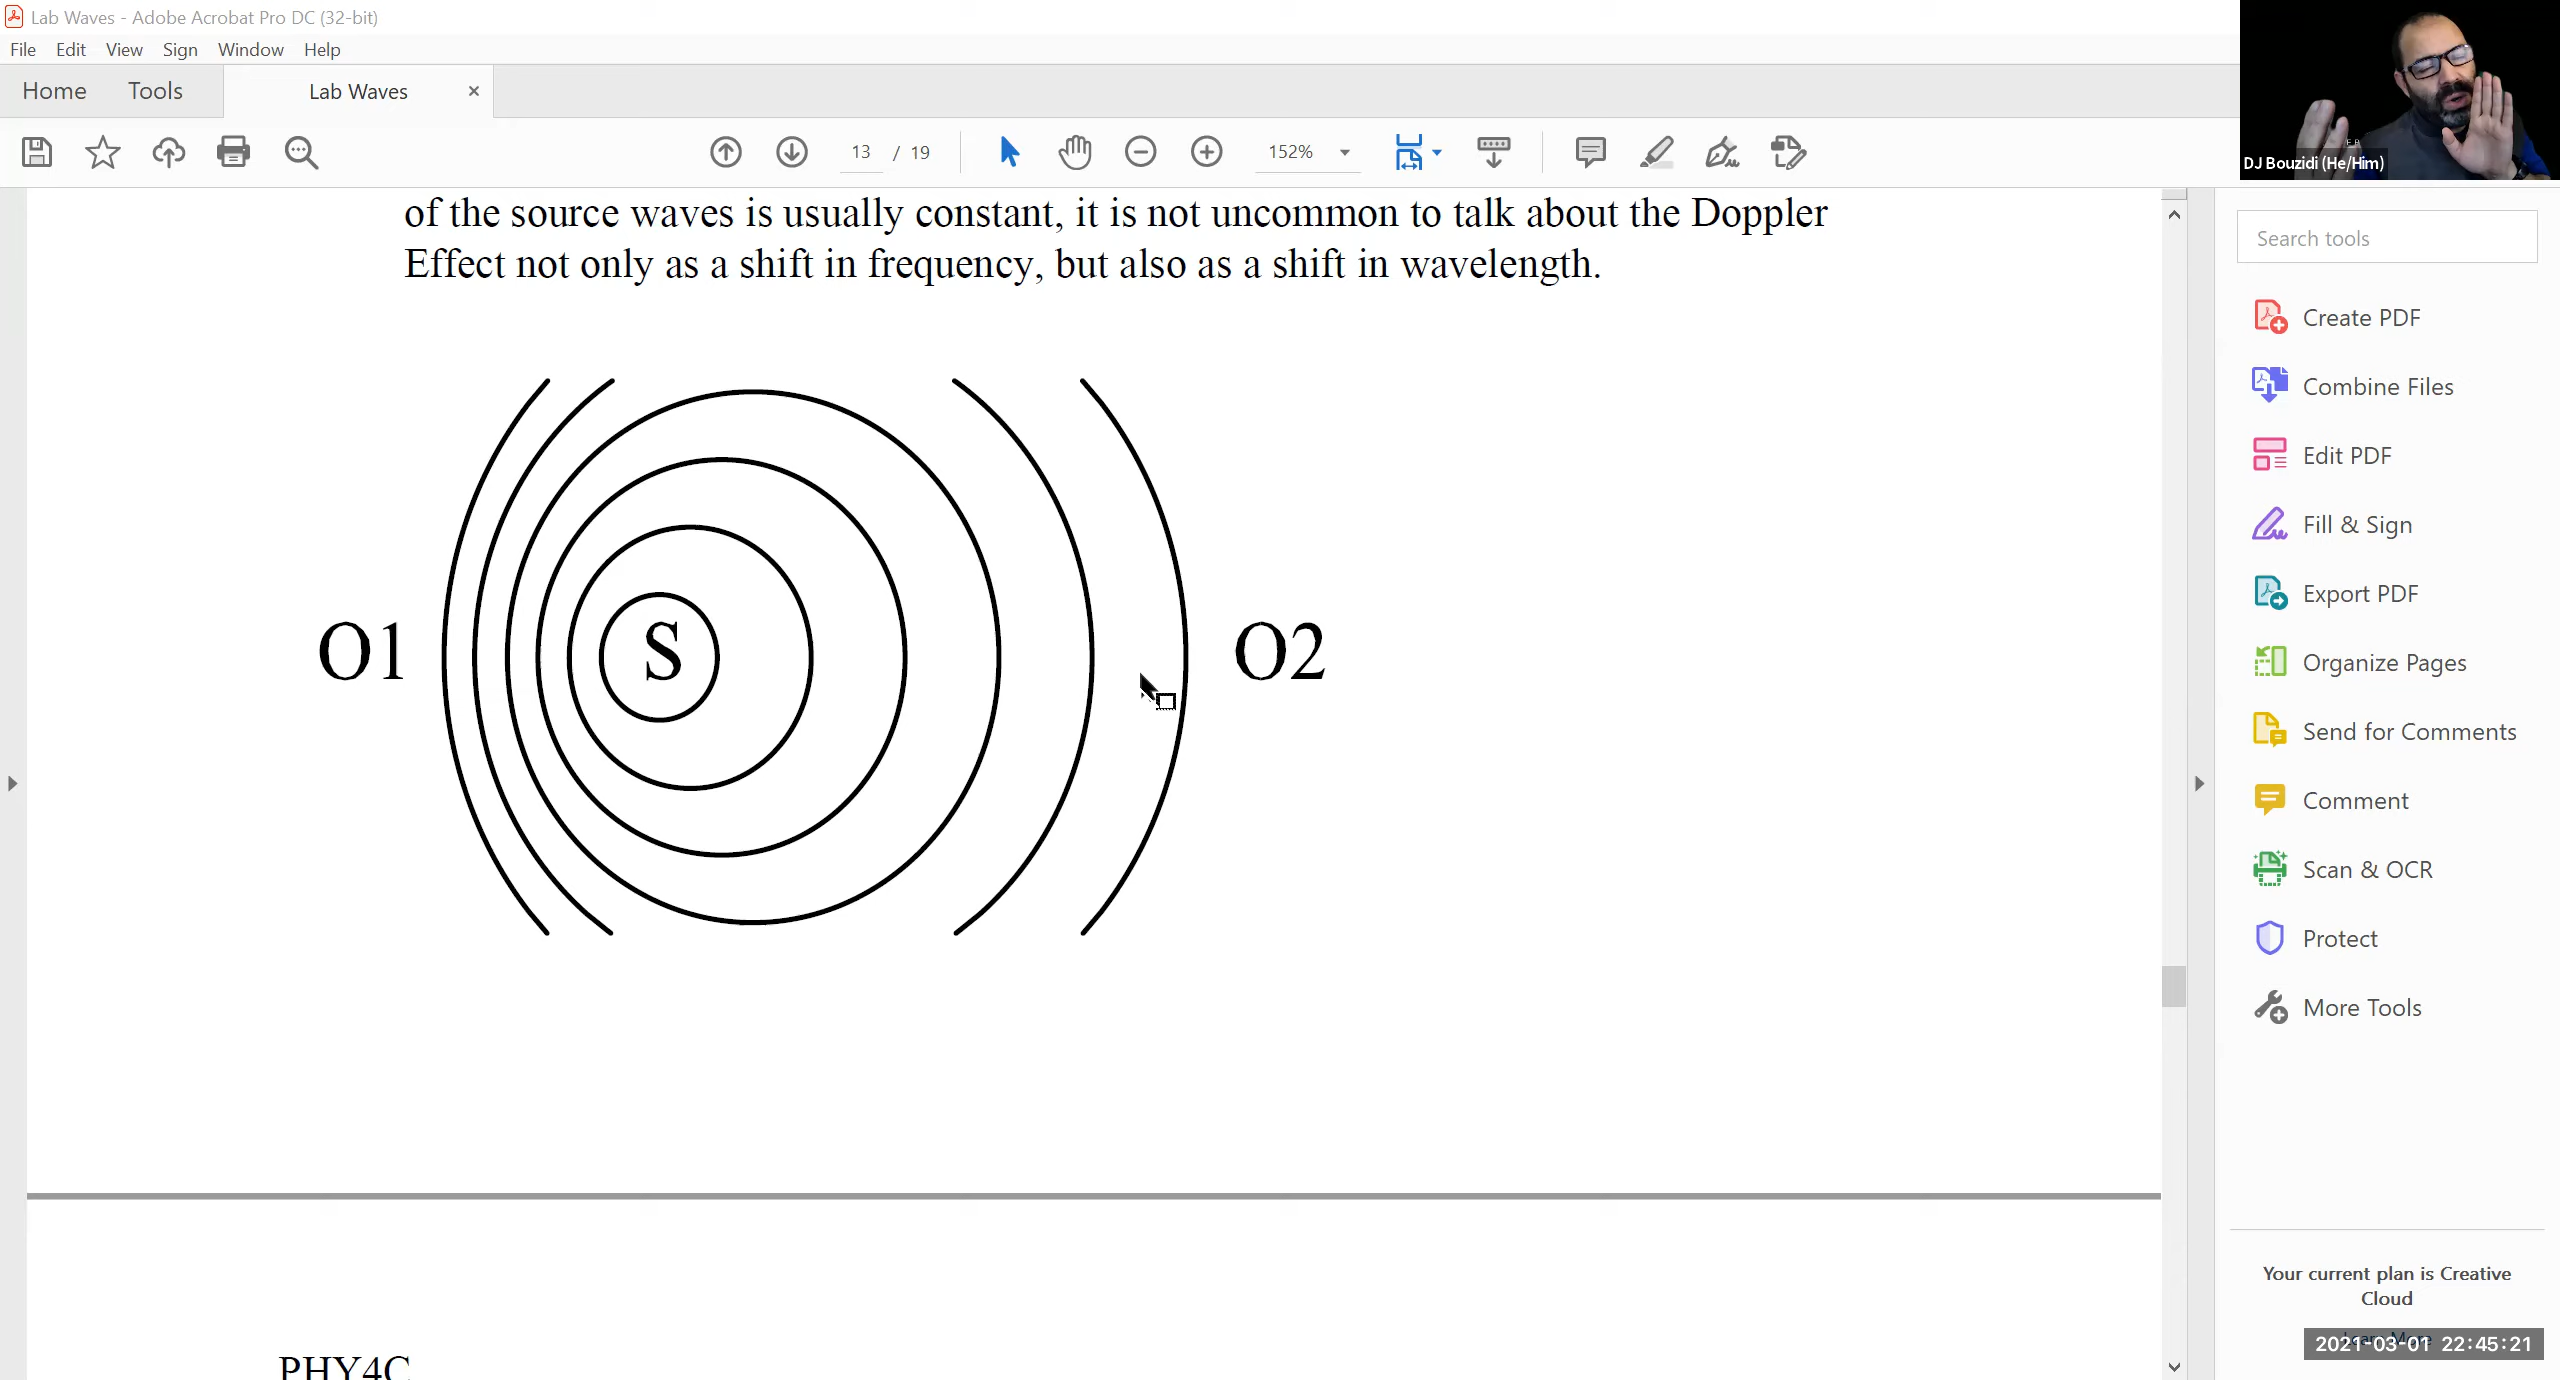 Lab Waves - Adobe Acrobat Pro DC (32-bit)
File Edit View Sign Window Help
Home Tools Lab Waves ×
13 / 19 152%
DJ Bouzidi (He/Him)
of the source waves is usually constant, it is not uncommon to talk about the Doppler
Effect not only as a shift in frequency, but also as a shift in wavelength.
O1 S O2
PHY4C
Search tools
Create PDF
Combine Files
Edit PDF
Fill & Sign
Export PDF
Organize Pages
Send for Comments
Comment
Scan & OCR
Protect
More Tools
Your current plan is Creative
Cloud
2021-03-01 22:45:21